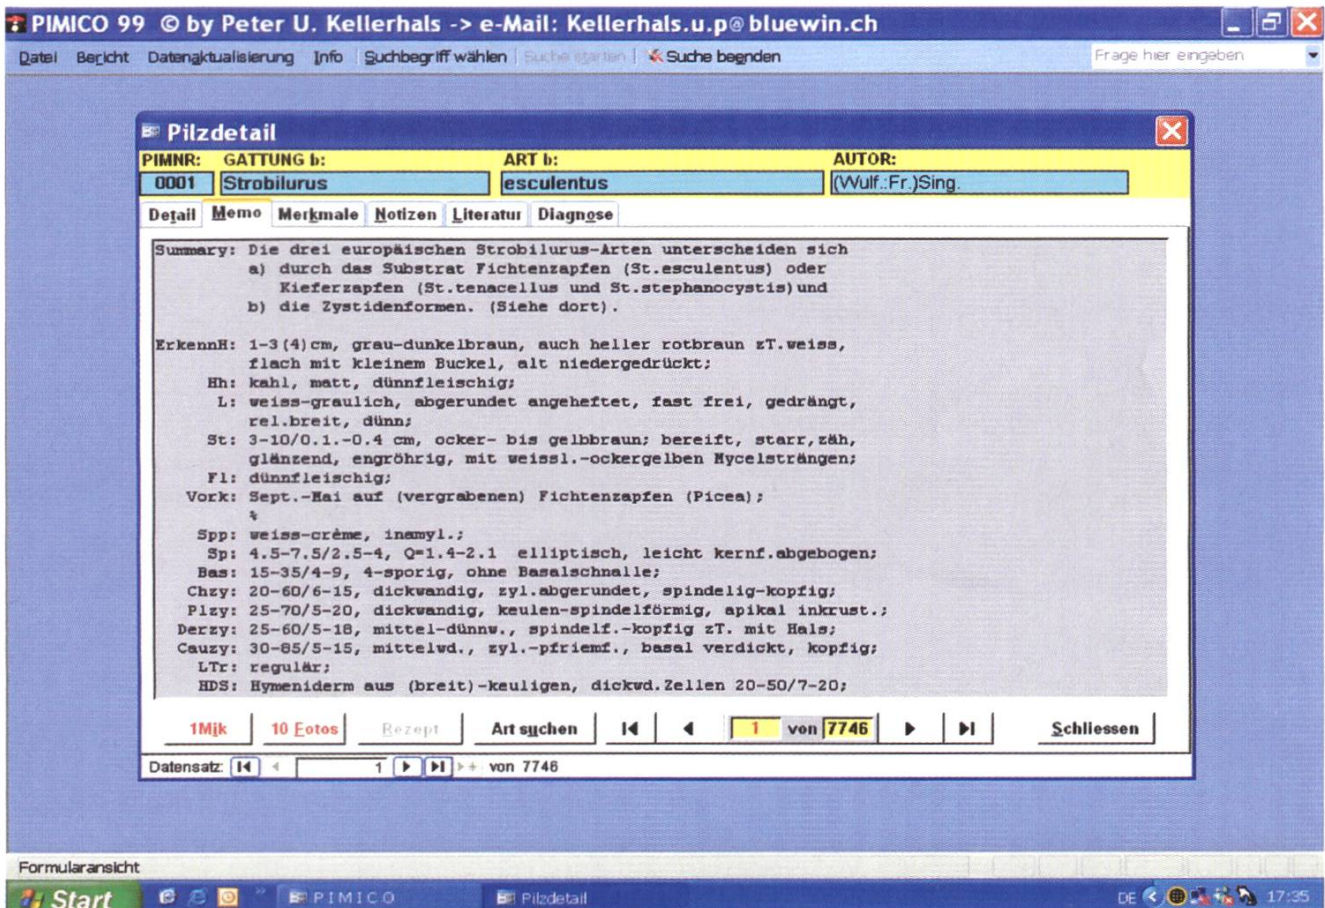 PIMICO 99 © by Peter U. Kellerhals -> e-Mail: Kellerhals.u.p@bluewin.ch
Datei Bericht Datenaktualisierung Info Suchbegriff wählen Suche starten Suche beenden Frage hier eingeben
Pilzdetail
PIMNR: GATTUNG b: ART b: AUTOR:
0001 Strobilurus esculentus (Wulf.:Fr.)Sing.
Detail Memo Merkmale Notizen Literatur Diagnose
Summary: Die drei europäischen Strobilurus-Arten unterscheiden sich
a) durch das Substrat Fichtenzapfen (St.esculentus) oder
Kieferzapfen (St.tenacellus und St.stephanocystis)und
b) die Zystidenformen. (Siehe dort).
ErkennH: 1-3(4)cm, grau-dunkelbraun, auch heller rotbraun zT.weiss,
flach mit kleinem Buckel, alt niedergedrückt;
Hh: kahl, matt, dünnfleischig;
L: weiss-graulich, abgerundet angeheftet, fast frei, gedrängt,
rel.breit, dünn;
St: 3-10/0.1.-0.4 cm, ocker- bis gelbbraun; bereift, starr,zäh,
glänzend, engröhrig, mit weissl.-ockergelben Mycelsträngen;
Fl: dünnfleischig;
Vork: Sept.-Mai auf (vergrabenen) Fichtenzapfen (Picea);
%
Spp: weiss-crème, inamyl.;
Sp: 4.5-7.5/2.5-4, Q=1.4-2.1 elliptisch, leicht kernf.abgebogen;
Bas: 15-35/4-9, 4-sporig, ohne Basalschnalle;
Chzy: 20-60/6-15, dickwandig, zyl.abgerundet, spindelig-kopfig;
Plzy: 25-70/5-20, dickwandig, keulen-spindelförmig, apikal inkrust.;
Derzy: 25-60/5-18, mittel-dünnw., spindelf.-kopfig zT. mit Hals;
Cauzy: 30-85/5-15, mittelwd., zyl.-pfriemf., basal verdickt, kopfig;
LTr: regulär;
HDS: Hymeniderm aus (breit)-keuligen, dickwd.Zellen 20-50/7-20;
1Mik 10 Fotos Rezept Art suchen 1 von 7746 Schliessen
Datensatz: 1 von 7746
Formularansicht
Start PIMICO Pilzdetail DE 17:35